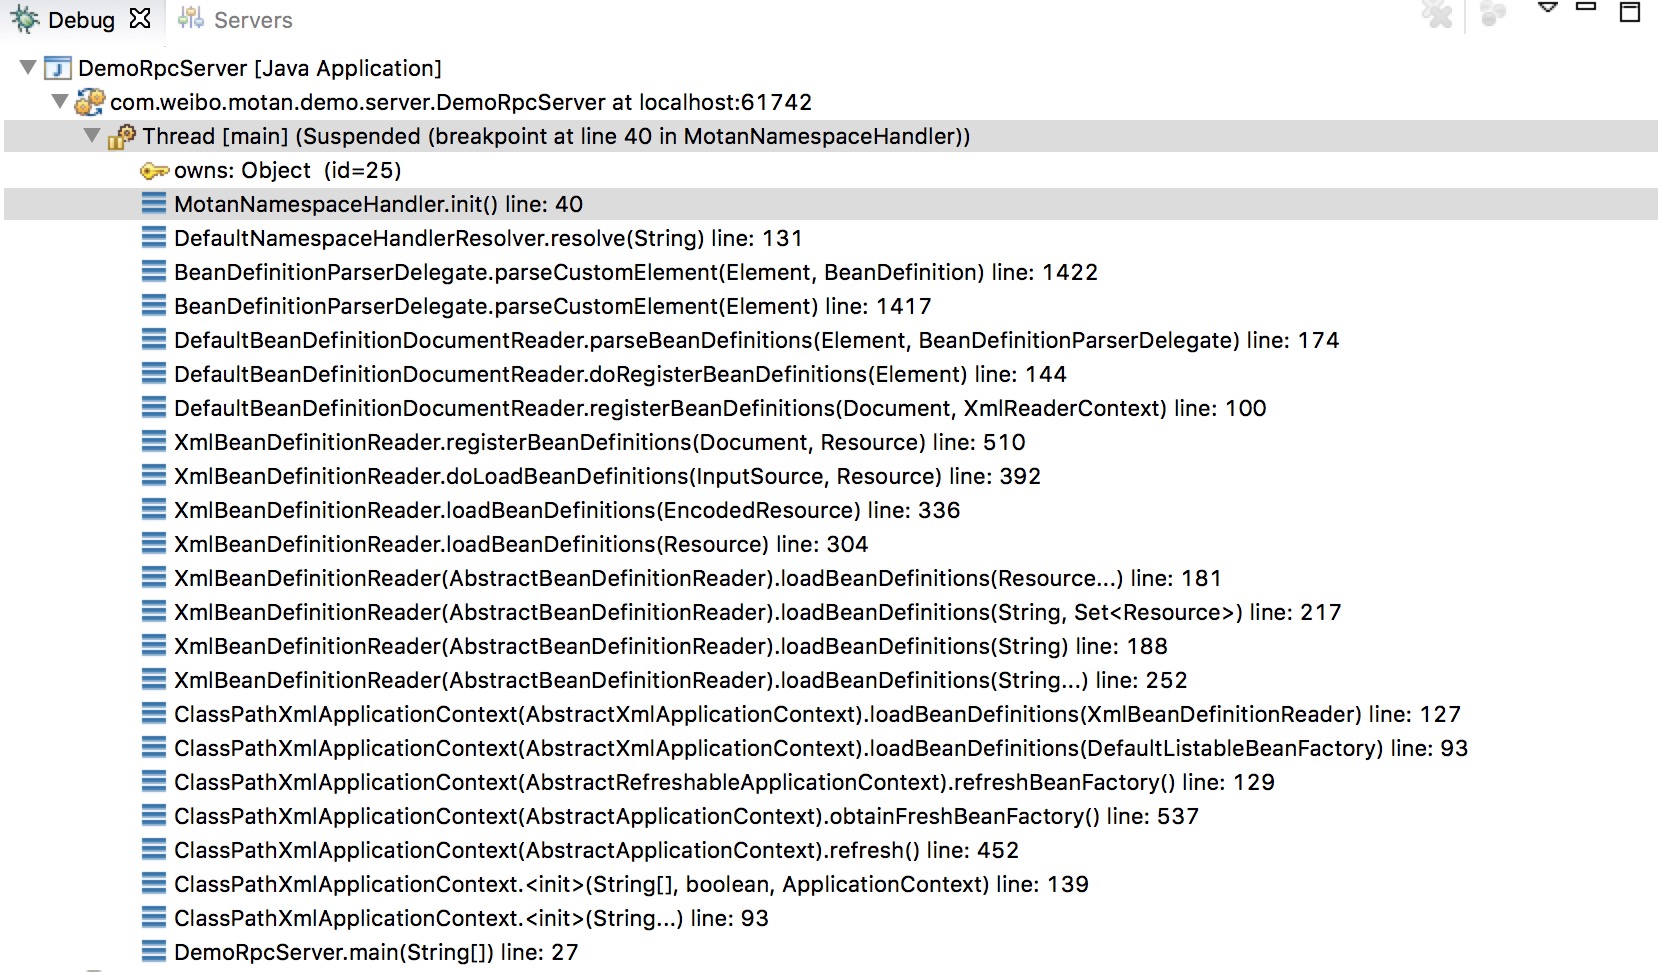 Debug
Servers
DemoRpcServer [Java Application]
com.weibo.motan.demo.server.DemoRpcServer at localhost:61742
Thread [main] (Suspended (breakpoint at line 40 in MotanNamespaceHandler))
owns: Object (id=25)
MotanNamespaceHandler.init() line: 40
DefaultNamespaceHandlerResolver.resolve(String) line: 131
BeanDefinitionParserDelegate.parseCustomElement(Element, BeanDefinition) line: 1422
BeanDefinitionParserDelegate.parseCustomElement(Element) line: 1417
DefaultBeanDefinitionDocumentReader.parseBeanDefinitions(Element, BeanDefinitionParserDelegate) line: 174
DefaultBeanDefinitionDocumentReader.doRegisterBeanDefinitions(Element) line: 144
DefaultBeanDefinitionDocumentReader.registerBeanDefinitions(Document, XmlReaderContext) line: 100
XmlBeanDefinitionReader.registerBeanDefinitions(Document, Resource) line: 510
XmlBeanDefinitionReader.doLoadBeanDefinitions(InputSource, Resource) line: 392
XmlBeanDefinitionReader.loadBeanDefinitions(EncodedResource) line: 336
XmlBeanDefinitionReader.loadBeanDefinitions(Resource) line: 304
XmlBeanDefinitionReader(AbstractBeanDefinitionReader).loadBeanDefinitions(Resource...) line: 181
XmlBeanDefinitionReader(AbstractBeanDefinitionReader).loadBeanDefinitions(String, Set<Resource>) line: 217
XmlBeanDefinitionReader(AbstractBeanDefinitionReader).loadBeanDefinitions(String) line: 188
XmlBeanDefinitionReader(AbstractBeanDefinitionReader).loadBeanDefinitions(String...) line: 252
ClassPathXmlApplicationContext(AbstractXmlApplicationContext).loadBeanDefinitions(XmlBeanDefinitionReader) line: 127
ClassPathXmlApplicationContext(AbstractXmlApplicationContext).loadBeanDefinitions(DefaultListableBeanFactory) line: 93
ClassPathXmlApplicationContext(AbstractRefreshableApplicationContext).refreshBeanFactory() line: 129
ClassPathXmlApplicationContext(AbstractApplicationContext).obtainFreshBeanFactory() line: 537
ClassPathXmlApplicationContext(AbstractApplicationContext).refresh() line: 452
ClassPathXmlApplicationContext.<init>(String[], boolean, ApplicationContext) line: 139
ClassPathXmlApplicationContext.<init>(String...) line: 93
DemoRpcServer.main(String[]) line: 27